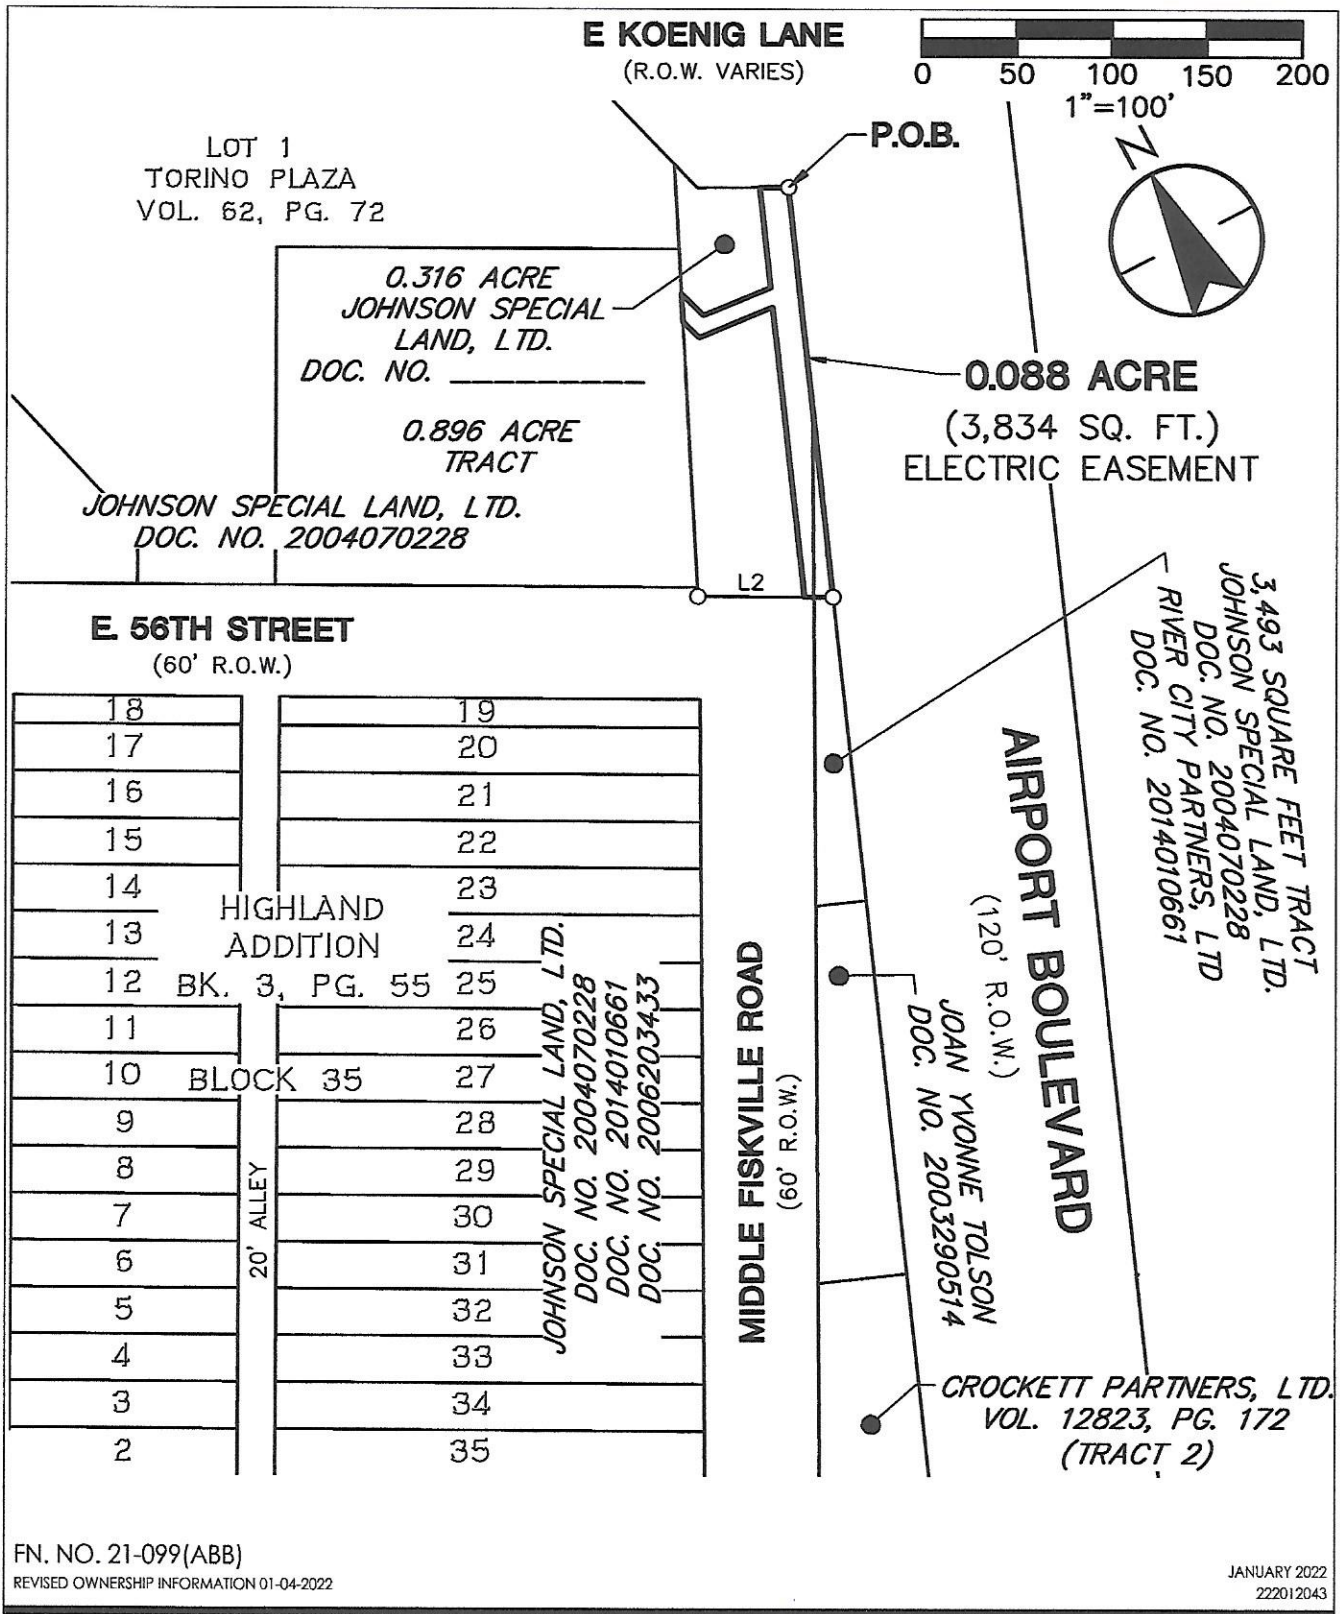 E KOENIG LANE
(R.O.W. VARIES)
0 50 100 150 200
1"=100'
N
P.O.B.
LOT 1
TORINO PLAZA
VOL. 62, PG. 72
0.316 ACRE
JOHNSON SPECIAL
LAND, LTD.
DOC. NO. __________
0.896 ACRE
TRACT
JOHNSON SPECIAL LAND, LTD.
DOC. NO. 2004070228
0.088 ACRE
(3,834 SQ. FT.)
ELECTRIC EASEMENT
L2
E. 56TH STREET
(60' R.O.W.)
3,493 SQUARE FEET TRACT
JOHNSON SPECIAL LAND, LTD.
DOC. NO. 2004070228
RIVER CITY PARTNERS, LTD
DOC. NO. 2014010661
18
17
16
15
14
13
12
11
10
9
8
7
6
5
4
3
2
HIGHLAND
ADDITION
BK. 3, PG. 55
BLOCK 35
20' ALLEY
19
20
21
22
23
24
25
26
27
28
29
30
31
32
33
34
35
JOHNSON SPECIAL LAND, LTD.
DOC. NO. 2004070228
DOC. NO. 2014010661
DOC. NO. 2006203433
MIDDLE FISKVILLE ROAD
(60' R.O.W.)
AIRPORT BOULEVARD
(120' R.O.W.)
JOAN YVONNE TOLSON
DOC. NO. 2003290514
CROCKETT PARTNERS, LTD.
VOL. 12823, PG. 172
(TRACT 2)
FN. NO. 21-099(ABB)
REVISED OWNERSHIP INFORMATION 01-04-2022
JANUARY 2022
222012043